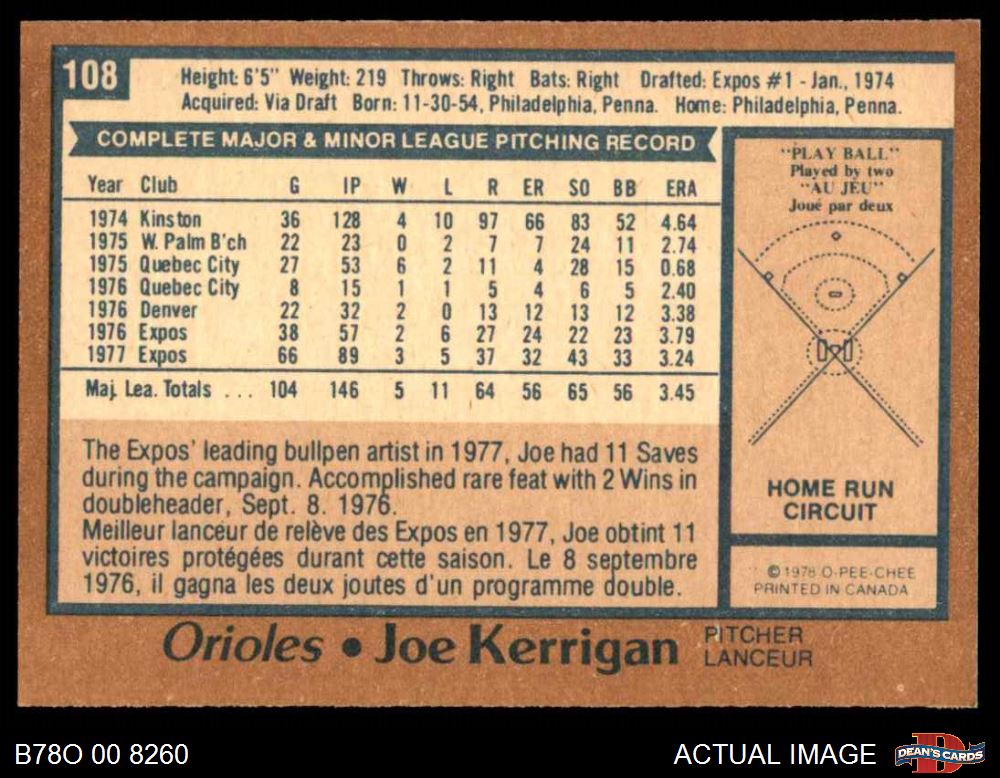 108
Height: 6'5" Weight: 219 Throws: Right Bats: Right Drafted: Expos #1 - Jan., 1974
Acquired: Via Draft Born: 11-30-54, Philadelphia, Penna. Home: Philadelphia, Penna.
COMPLETE MAJOR & MINOR LEAGUE PITCHING RECORD
Year Club G IP W L R ER SO BB ERA
1974 Kinston 36 128 4 10 97 66 83 52 4.64
1975 W. Palm B'ch 22 23 0 2 7 7 24 11 2.74
1975 Quebec City 27 53 6 2 11 4 28 15 0.68
1976 Quebec City 8 15 1 1 5 4 6 5 2.40
1976 Denver 22 32 2 0 13 12 13 12 3.38
1976 Expos 38 57 2 6 27 24 22 23 3.79
1977 Expos 66 89 3 5 37 32 43 33 3.24
Maj. Lea. Totals ... 104 146 5 11 64 56 65 56 3.45
The Expos' leading bullpen artist in 1977, Joe had 11 Saves
during the campaign. Accomplished rare feat with 2 Wins in
doubleheader, Sept. 8. 1976.
Meilleur lanceur de relève des Expos en 1977, Joe obtint 11
victoires protégées durant cette saison. Le 8 septembre
1976, il gagna les deux joutes d'un programme double.
"PLAY BALL"
Played by two
"AU JEU"
Joué par deux
HOME RUN
CIRCUIT
© 1978 O-PEE-CHEE
PRINTED IN CANADA
Orioles • Joe Kerrigan
PITCHER
LANCEUR
B78O 00 8260
ACTUAL IMAGE
DEAN'S CARDS